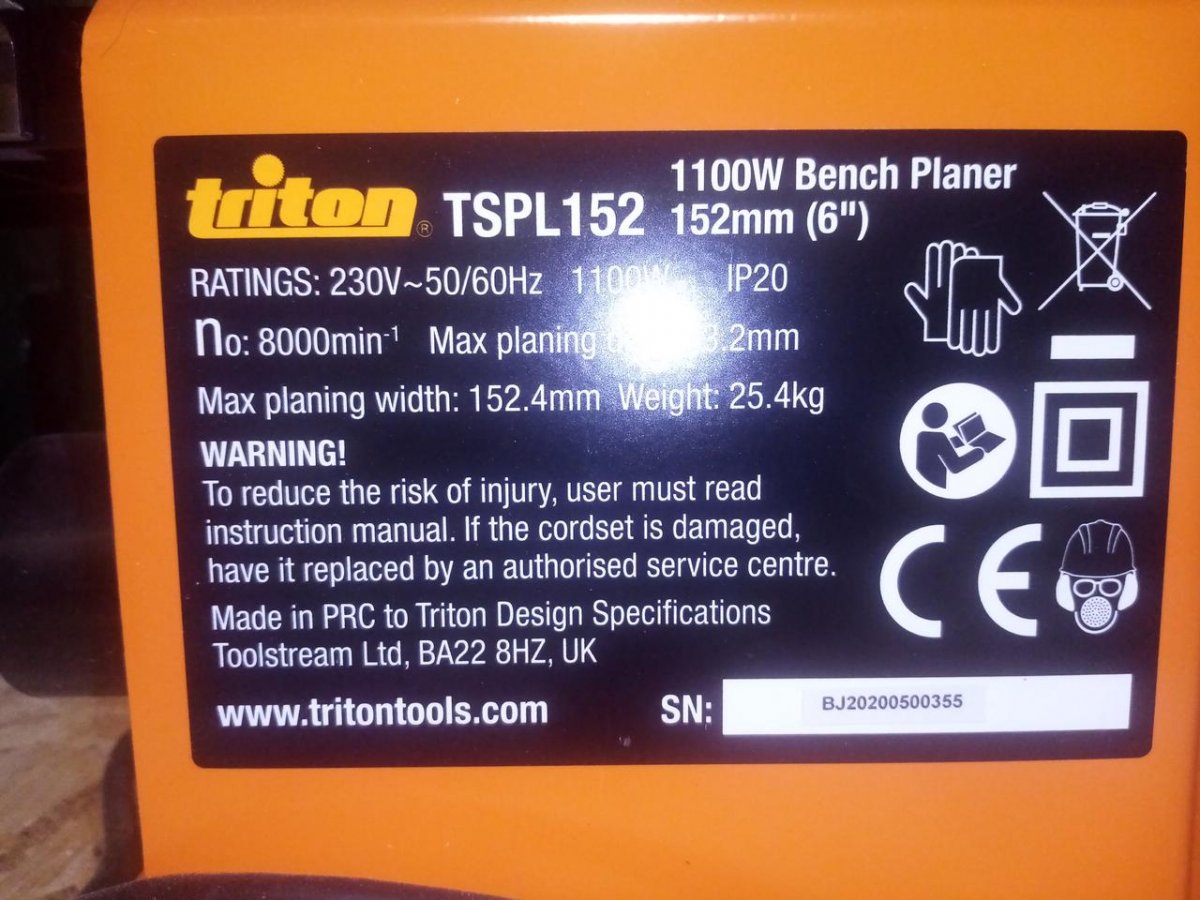 triton® TSPL152 1100W Bench Planer
152mm (6")
RATINGS: 230V~50/60Hz 1100W IP20
no: 8000min⁻¹ Max planing 3.2mm
Max planing width: 152.4mm Weight: 25.4kg
WARNING!
To reduce the risk of injury, user must read
instruction manual. If the cordset is damaged,
have it replaced by an authorised service centre.
Made in PRC to Triton Design Specifications
Toolstream Ltd, BA22 8HZ, UK
www.tritontools.com SN: BJ20200500355
CE